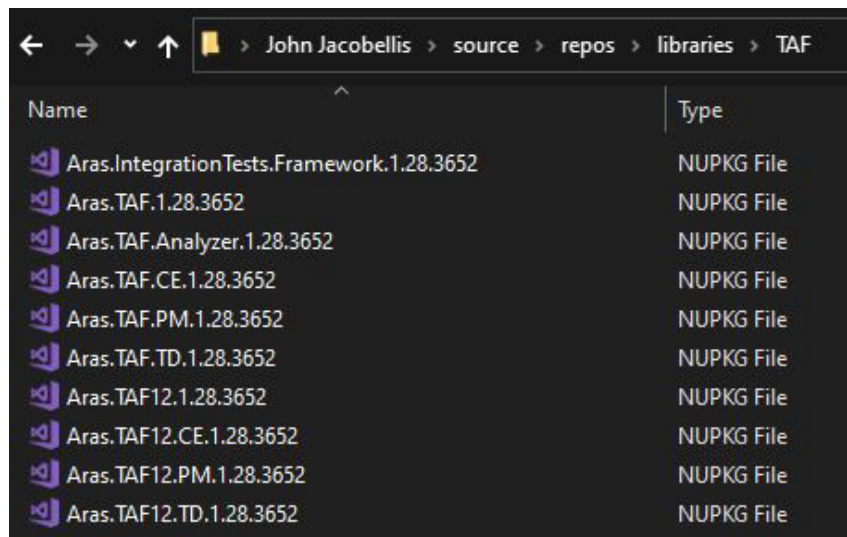 John Jacobellis > source > repos > libraries > TAF
Name Type
Aras.IntegrationTests.Framework.1.28.3652 NUPKG File
Aras.TAF.1.28.3652 NUPKG File
Aras.TAF.Analyzer.1.28.3652 NUPKG File
Aras.TAF.CE.1.28.3652 NUPKG File
Aras.TAF.PM.1.28.3652 NUPKG File
Aras.TAF.TD.1.28.3652 NUPKG File
Aras.TAF12.1.28.3652 NUPKG File
Aras.TAF12.CE.1.28.3652 NUPKG File
Aras.TAF12.PM.1.28.3652 NUPKG File
Aras.TAF12.TD.1.28.3652 NUPKG File